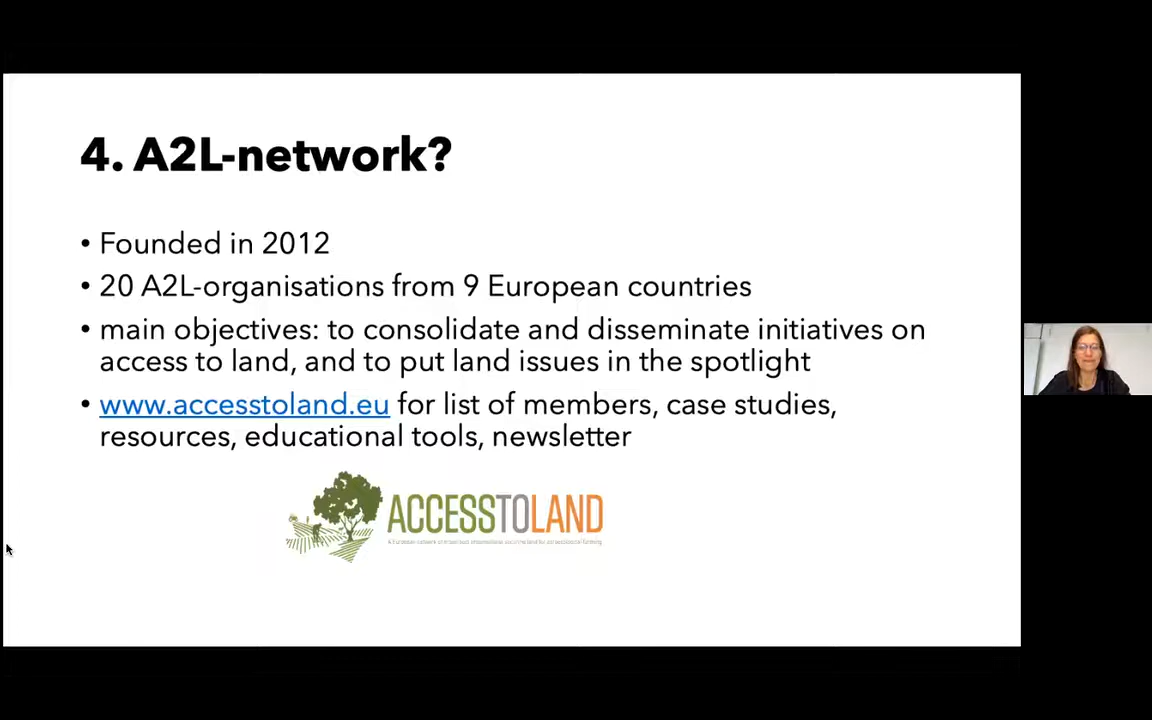 4. A2L-network?
• Founded in 2012
• 20 A2L-organisations from 9 European countries
• main objectives: to consolidate and disseminate initiatives on
access to land, and to put land issues in the spotlight
• www.accesstoland.eu for list of members, case studies,
resources, educational tools, newsletter
ACCESSTOLAND